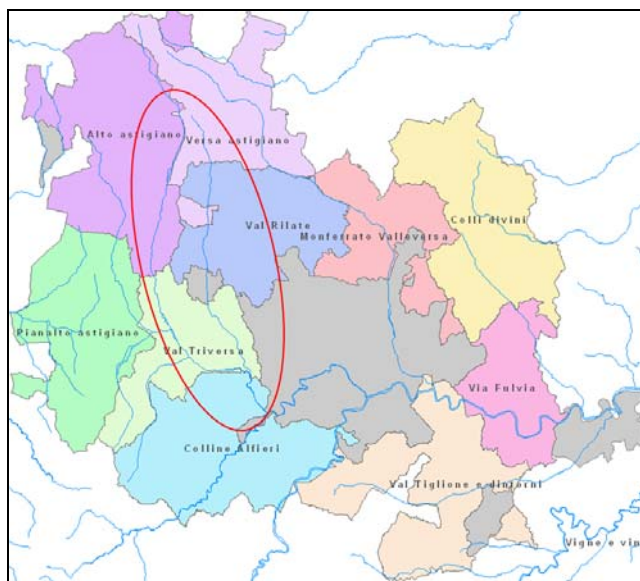 Alto astigiano
Versa astigiano
Colli divini
Val Rilate
Monferrato Valleversa
Pianalto astigiano
Val Triversa
Via Fulvia
Colline Alfieri
Val Tiglione e dintorni
Vigne e vin